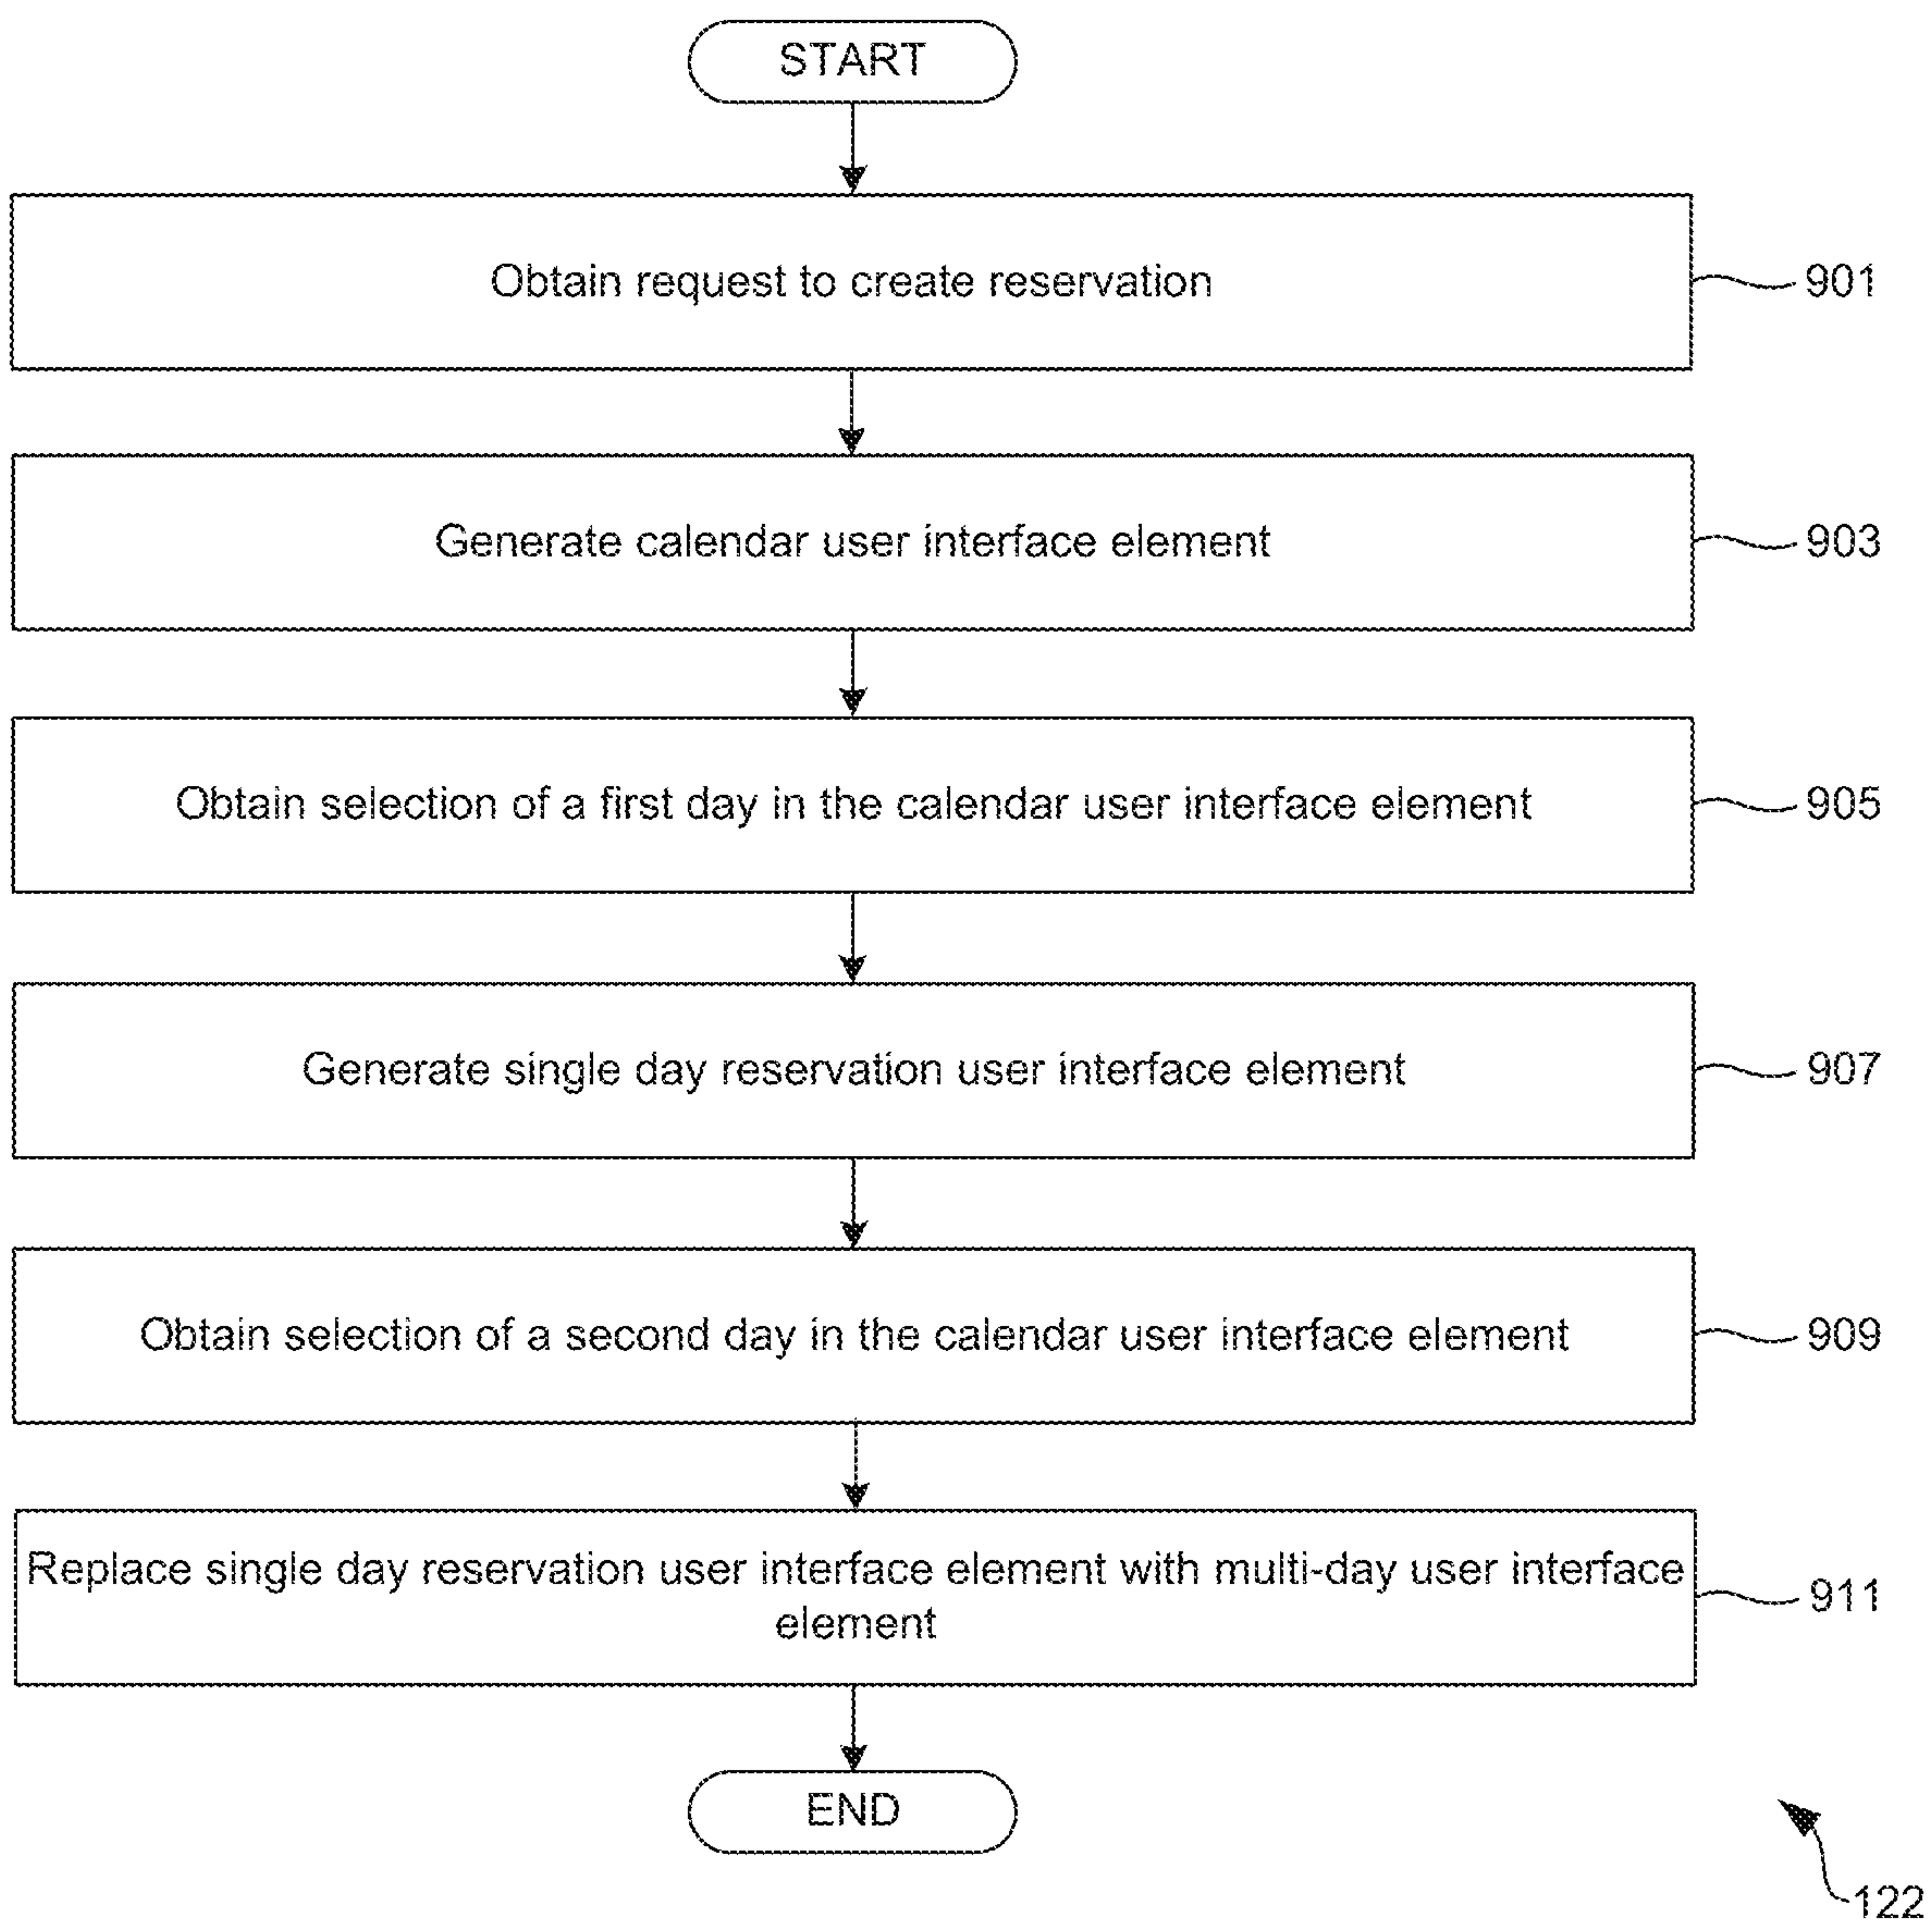 START
Obtain request to create reservation
901
Generate calendar user interface element
903
Obtain selection of a first day in the calendar user interface element
905
Generate single day reservation user interface element
907
Obtain selection of a second day in the calendar user interface element
909
Replace single day reservation user interface element with multi-day user interface
element
911
END
122